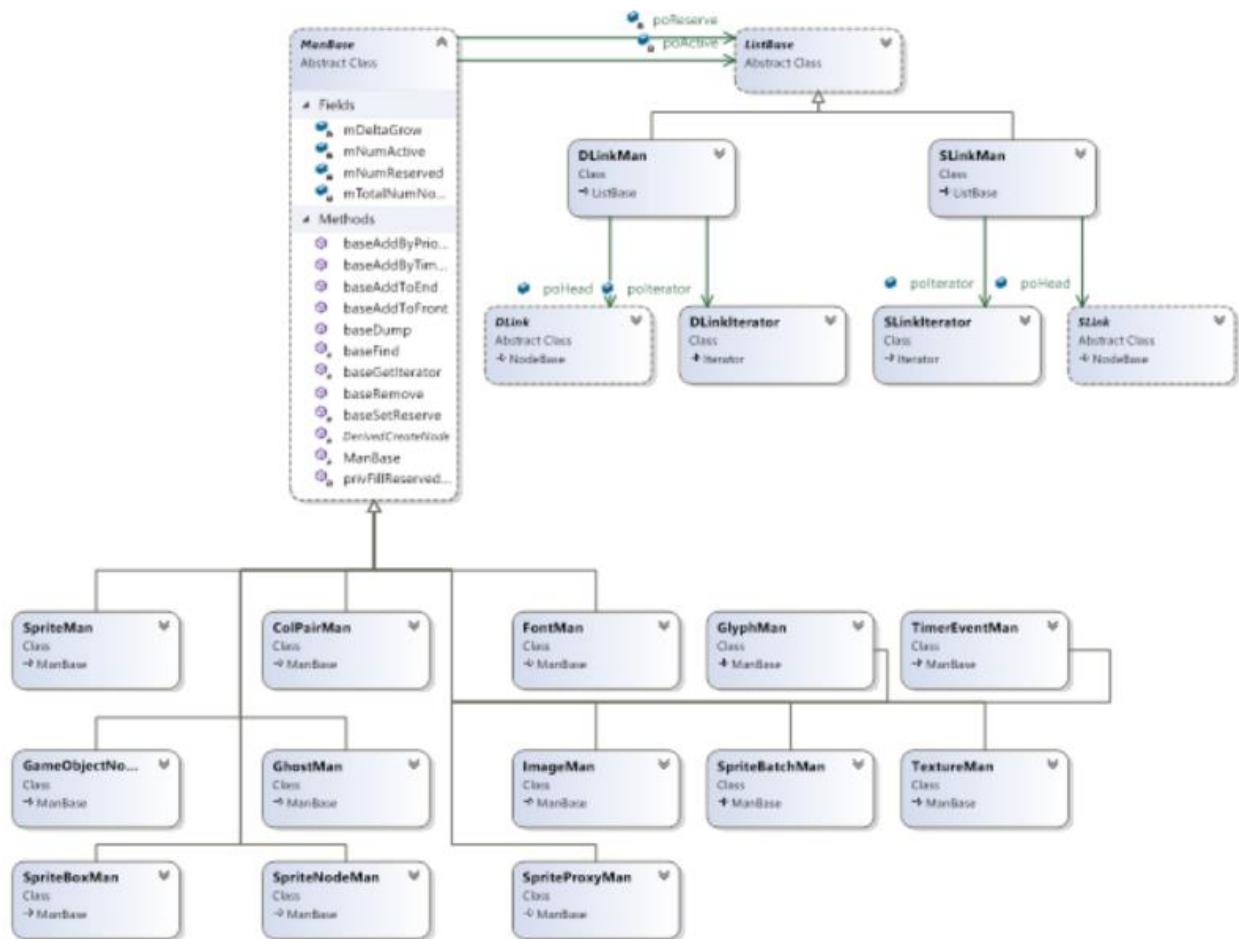 poReserve
poActive
ManBase
Abstract Class
ListBase
Abstract Class
Fields
mDeltaGrow
mNumActive
mNumReserved
mTotalNumNo...
Methods
baseAddByPrio...
baseAddByTim...
baseAddToEnd
baseAddToFront
baseDump
baseFind
baseGetIterator
baseRemove
baseSetReserve
DerivedCreateNode
ManBase
privFillReserved...
DLinkMan
Class
ListBase
SLinkMan
Class
ListBase
poHead
poIterator
poIterator
poHead
DLink
Abstract Class
NodeBase
DLinkIterator
Class
Iterator
SLinkIterator
Class
Iterator
SLink
Abstract Class
NodeBase
SpriteMan
Class
ManBase
ColPairMan
Class
ManBase
FontMan
Class
ManBase
GlyphMan
Class
ManBase
TimerEventMan
Class
ManBase
GameObjectNo...
Class
ManBase
GhostMan
Class
ManBase
ImageMan
Class
ManBase
SpriteBatchMan
Class
ManBase
TextureMan
Class
ManBase
SpriteBoxMan
Class
ManBase
SpriteNodeMan
Class
ManBase
SpriteProxyMan
Class
ManBase